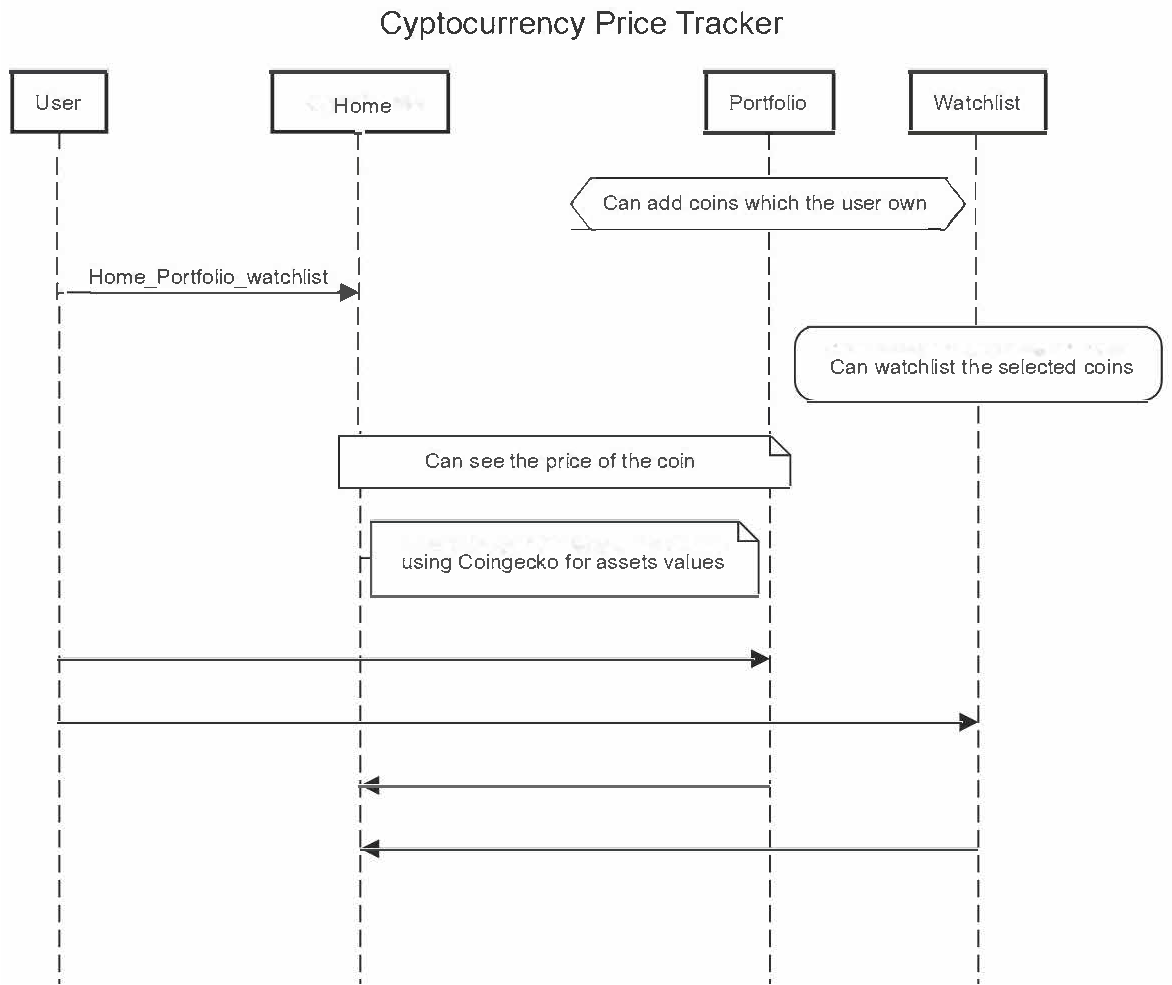 Cyptocurrency Price Tracker
User
Home
Portfolio
Watchlist
Can add coins which the user own
Home_Portfolio_watchlist
Can watchlist the selected coins
Can see the price of the coin
using Coingecko for assets values